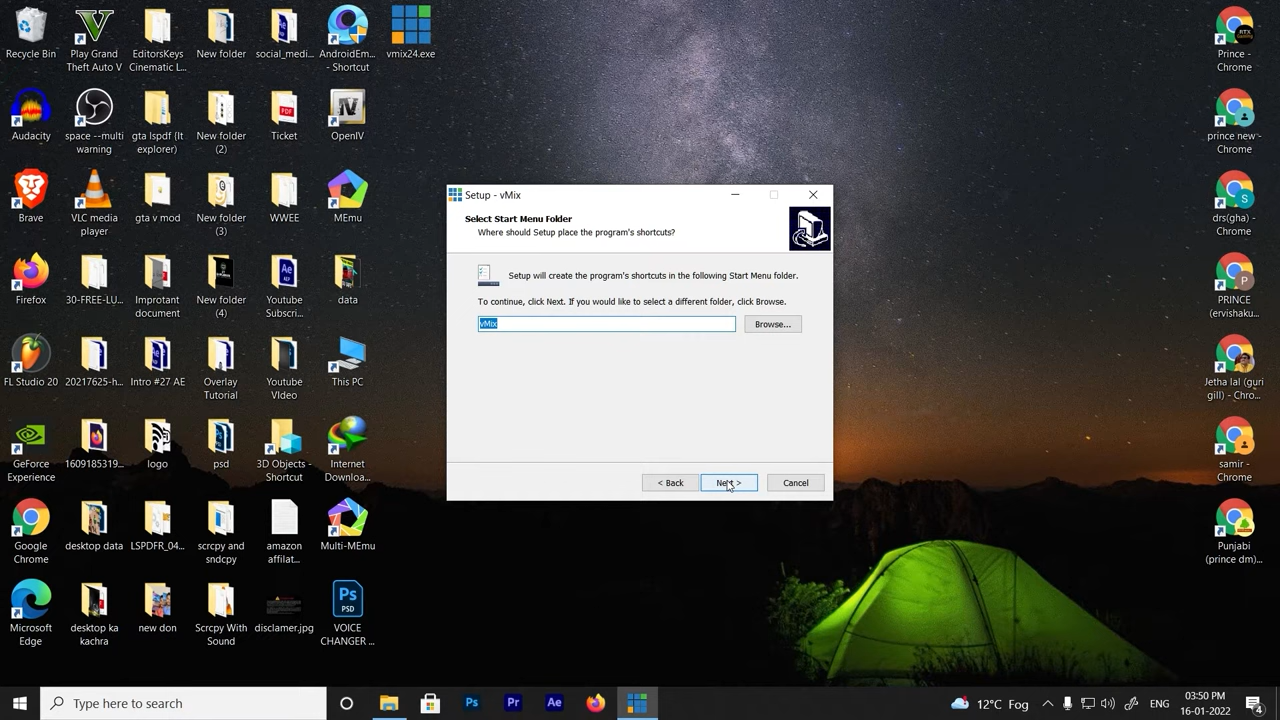 Recycle Bin
Play Grand
Theft Auto V
EditorsKeys
Cinematic L...
New folder
social_medi...
AndroidEm...
- Shortcut
vmix24.exe
Audacity
space --multi
warning
gta lspdf (It
explorer)
New folder
(2)
Ticket
PDF
OpenIV
Brave
VLC media
player
gta v mod
New folder
(3)
WWEE
MEmu
Firefox
30-FREE-LU...
Improtant
document
New folder
(4)
Youtube
Subscri...
data
FL Studio 20
20217625-h...
Intro #27 AE
Overlay
Tutorial
Youtube
VIdeo
This PC
GeForce
Experience
1609185319...
logo
psd
3D Objects -
Shortcut
Internet
Downloa...
Google
Chrome
desktop data
LSPDFR_04...
scrcpy and
sndcpy
amazon
affilat...
Multi-MEmu
Microsoft
Edge
desktop ka
kachra
new don
Scrcpy With
Sound
disclamer.jpg
Ps
PSD
VOICE
CHANGER ...
Setup - vMix
Select Start Menu Folder
Where should Setup place the program's shortcuts?
Setup will create the program's shortcuts in the following Start Menu folder.
To continue, click Next. If you would like to select a different folder, click Browse.
vMix
Browse...
< Back
Next >
Cancel
Prince -
Chrome
prince new -
Chrome
drs(gha) -
Chrome
PRINCE
(ervishaku...
Jetha lal (guri
gill) - Chro...
samir -
Chrome
Punjabi
(prince dm)...
Type here to search
Ps
Pr
Ae
12°C Fog
ENG
03:50 PM
16-01-2022
4